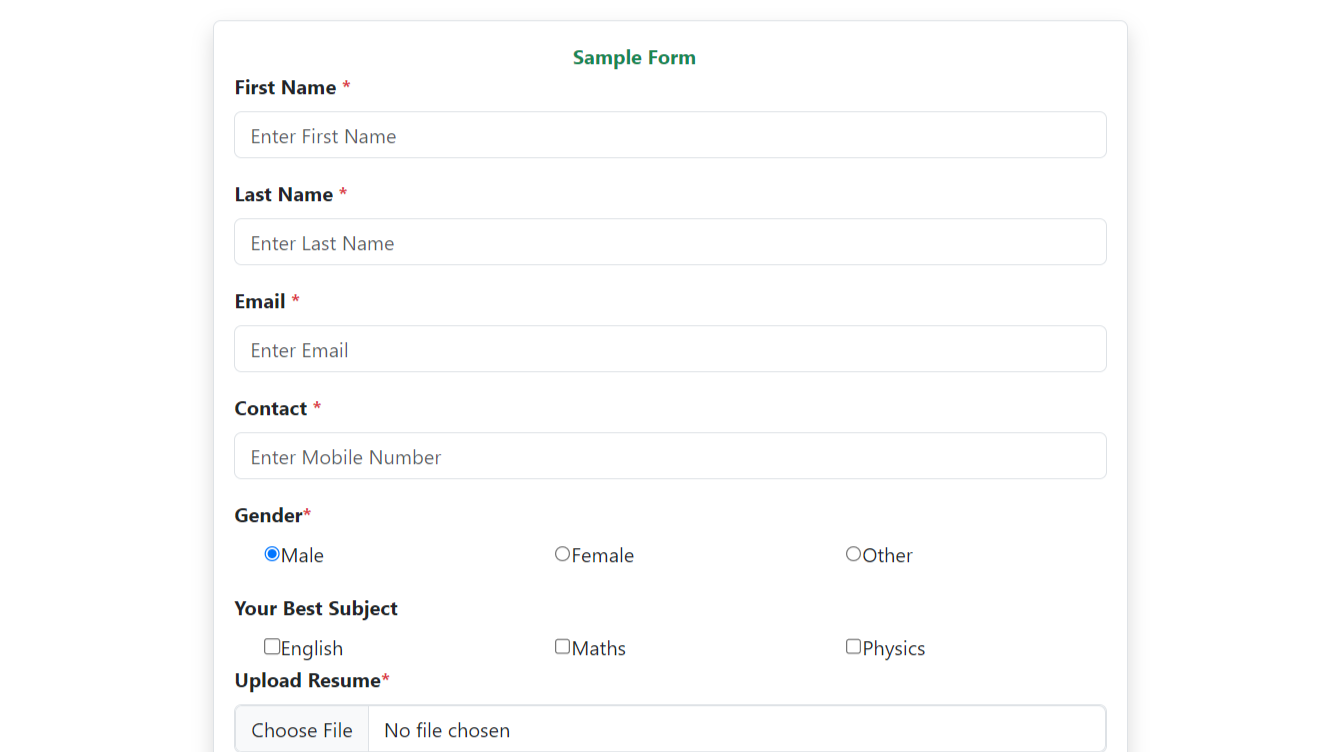 Sample Form
First Name *
Enter First Name
Last Name *
Enter Last Name
Email *
Enter Email
Contact *
Enter Mobile Number
Gender*
Male Female Other
Your Best Subject
English Maths Physics
Upload Resume*
Choose File No file chosen